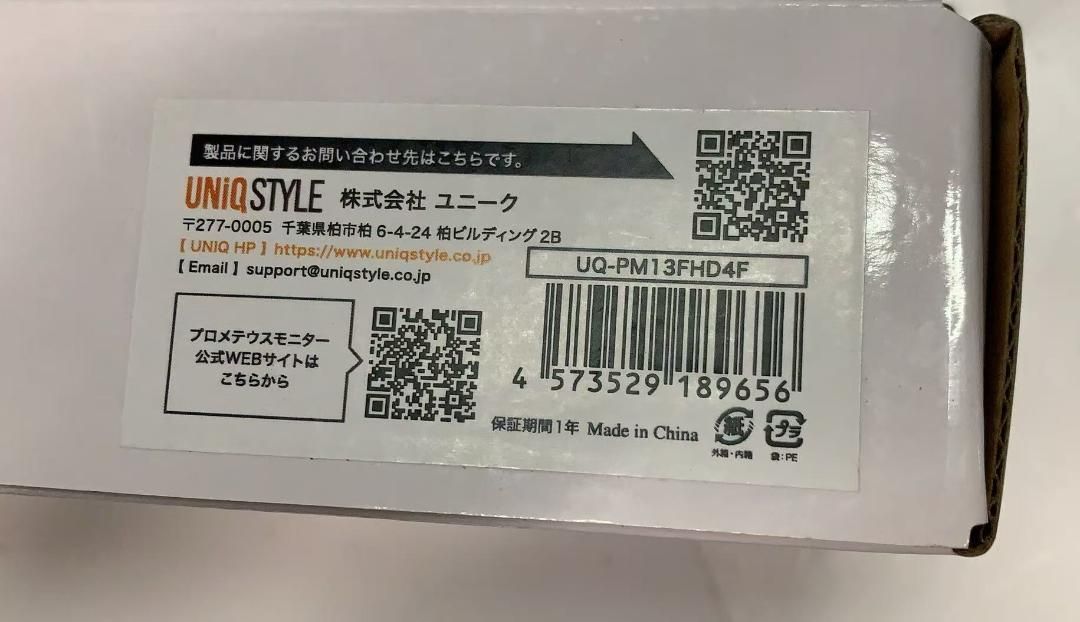 製品に関するお問い合わせ先はこちらです。
UNiQ STYLE 株式会社 ユニーク
〒277-0005 千葉県柏市柏 6-4-24 柏ビルディング 2B
【 UNIQ HP 】 https://www.uniqstyle.co.jp
【 Email 】 support@uniqstyle.co.jp
UQ-PM13FHD4F
プロメテウスモニター
公式WEBサイトは
こちらから
4 573529 189656
保証期間1年 Made in China
紙 プラ
外箱・内箱 袋:PE